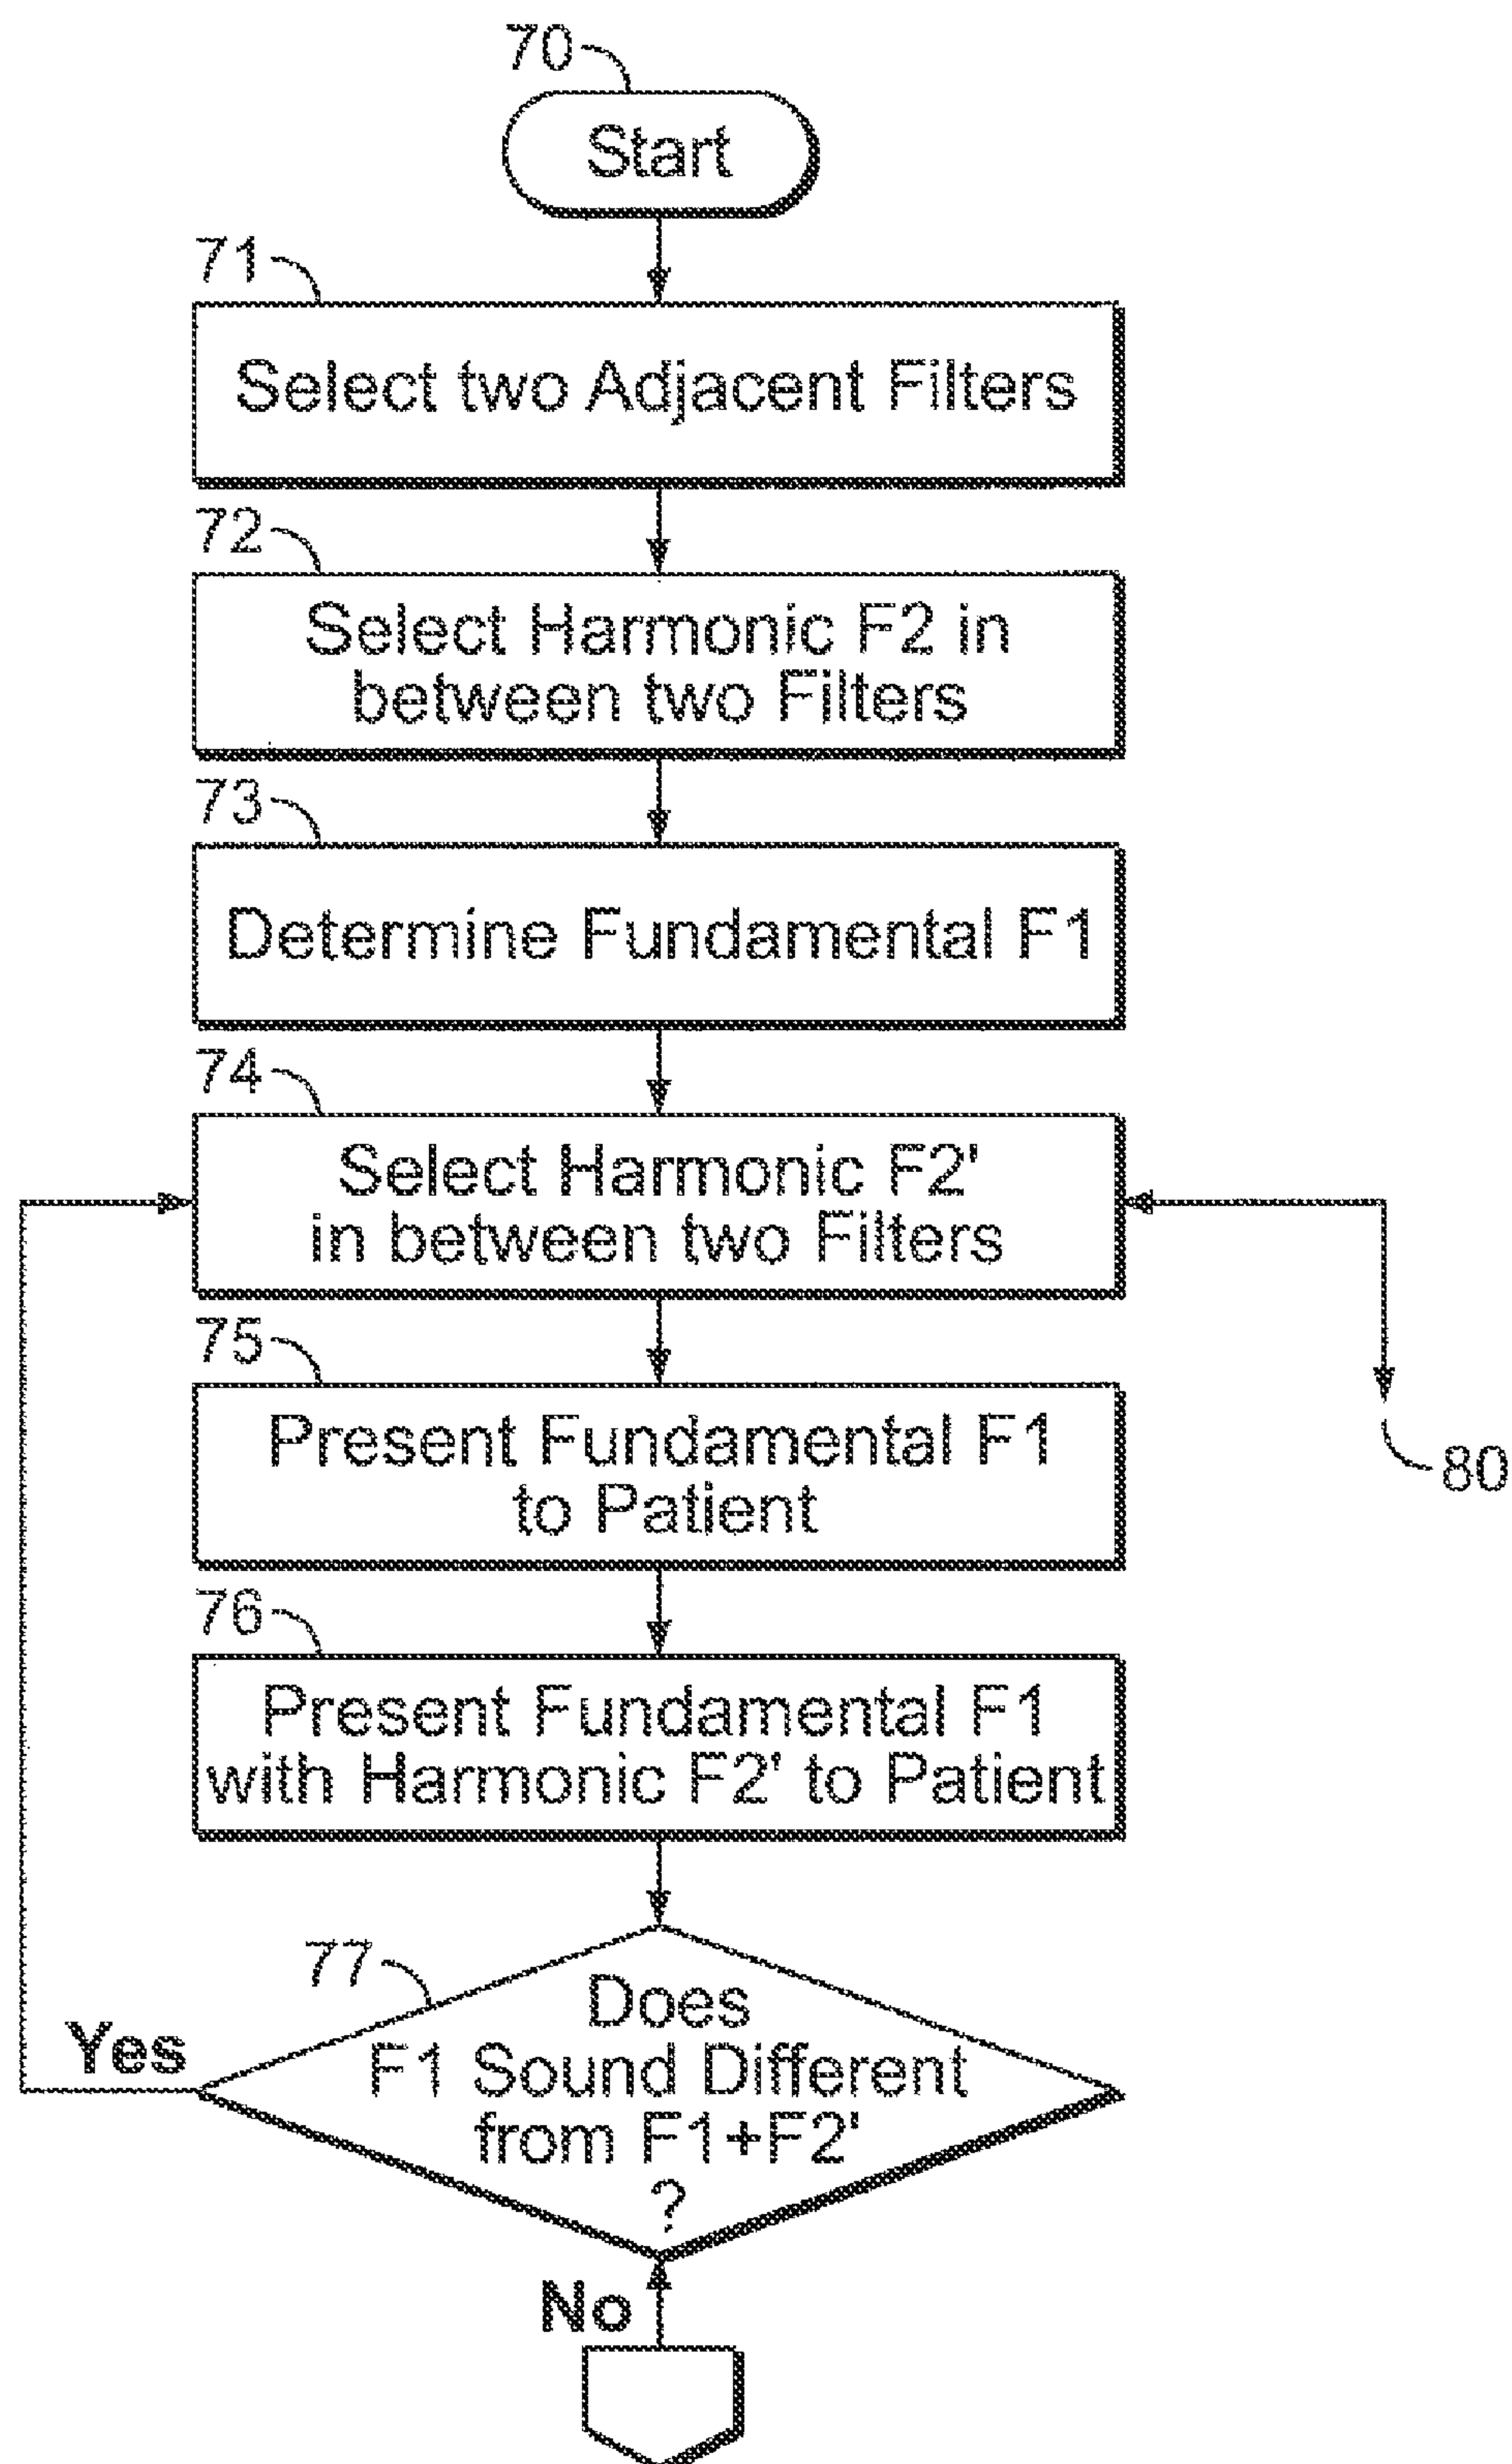 70
Start
71
Select two Adjacent Filters
72
Select Harmonic F2 in
between two Filters
73
Determine Fundamental F1
74
Select Harmonic F2'
in between two Filters
75
Present Fundamental F1
to Patient
80
76
Present Fundamental F1
with Harmonic F2' to Patient
77
Does
F1 Sound Different
from F1+F2'
?
Yes
No